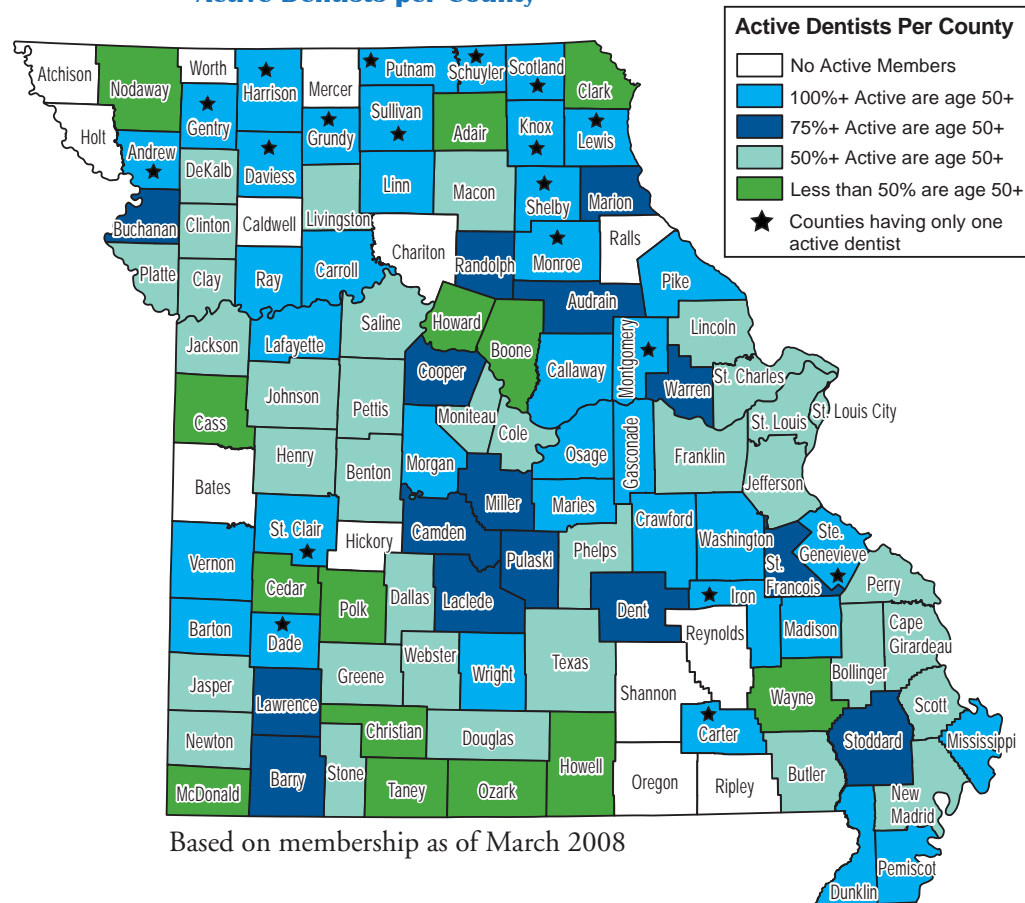 Active Dentists per County
Active Dentists Per County
No Active Members
100%+ Active are age 50+
75%+ Active are age 50+
50%+ Active are age 50+
Less than 50% are age 50+
Counties having only one
active dentist
Atchison
Nodaway
Worth
Harrison
Mercer
Putnam
Schuyler
Scotland
Clark
Holt
Andrew
Gentry
DeKalb
Daviess
Grundy
Sullivan
Adair
Knox
Lewis
Linn
Macon
Shelby
Marion
Buchanan
Clinton
Caldwell
Livingston
Chariton
Randolph
Monroe
Ralls
Platte
Clay
Ray
Carroll
Pike
Audrain
Saline
Howard
Boone
Jackson
Lafayette
Cooper
Callaway
Montgomery
Lincoln
Warren
St. Charles
St. Louis City
St. Louis
Cass
Johnson
Pettis
Moniteau
Cole
Osage
Gasconade
Franklin
Jefferson
Bates
Henry
Benton
Morgan
Miller
Maries
Crawford
Washington
St. Clair
Hickory
Camden
Pulaski
Phelps
St.
Francois
Ste.
Genevieve
Vernon
Cedar
Polk
Dallas
Laclede
Dent
Iron
Perry
Barton
Dade
Reynolds
Madison
Cape
Girardeau
Bollinger
Jasper
Greene
Webster
Wright
Texas
Shannon
Wayne
Scott
Lawrence
Carter
Stoddard
Mississippi
Newton
Christian
Douglas
Howell
Oregon
Ripley
Butler
New
Madrid
McDonald
Barry
Stone
Taney
Ozark
Pemiscot
Dunklin
Based on membership as of March 2008